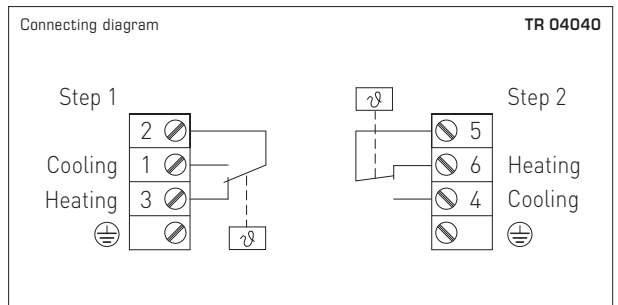 Connecting diagram TR 04040
Step 1
2
Cooling 1
Heating 3
ϑ
ϑ
Step 2
5
6 Heating
4 Cooling